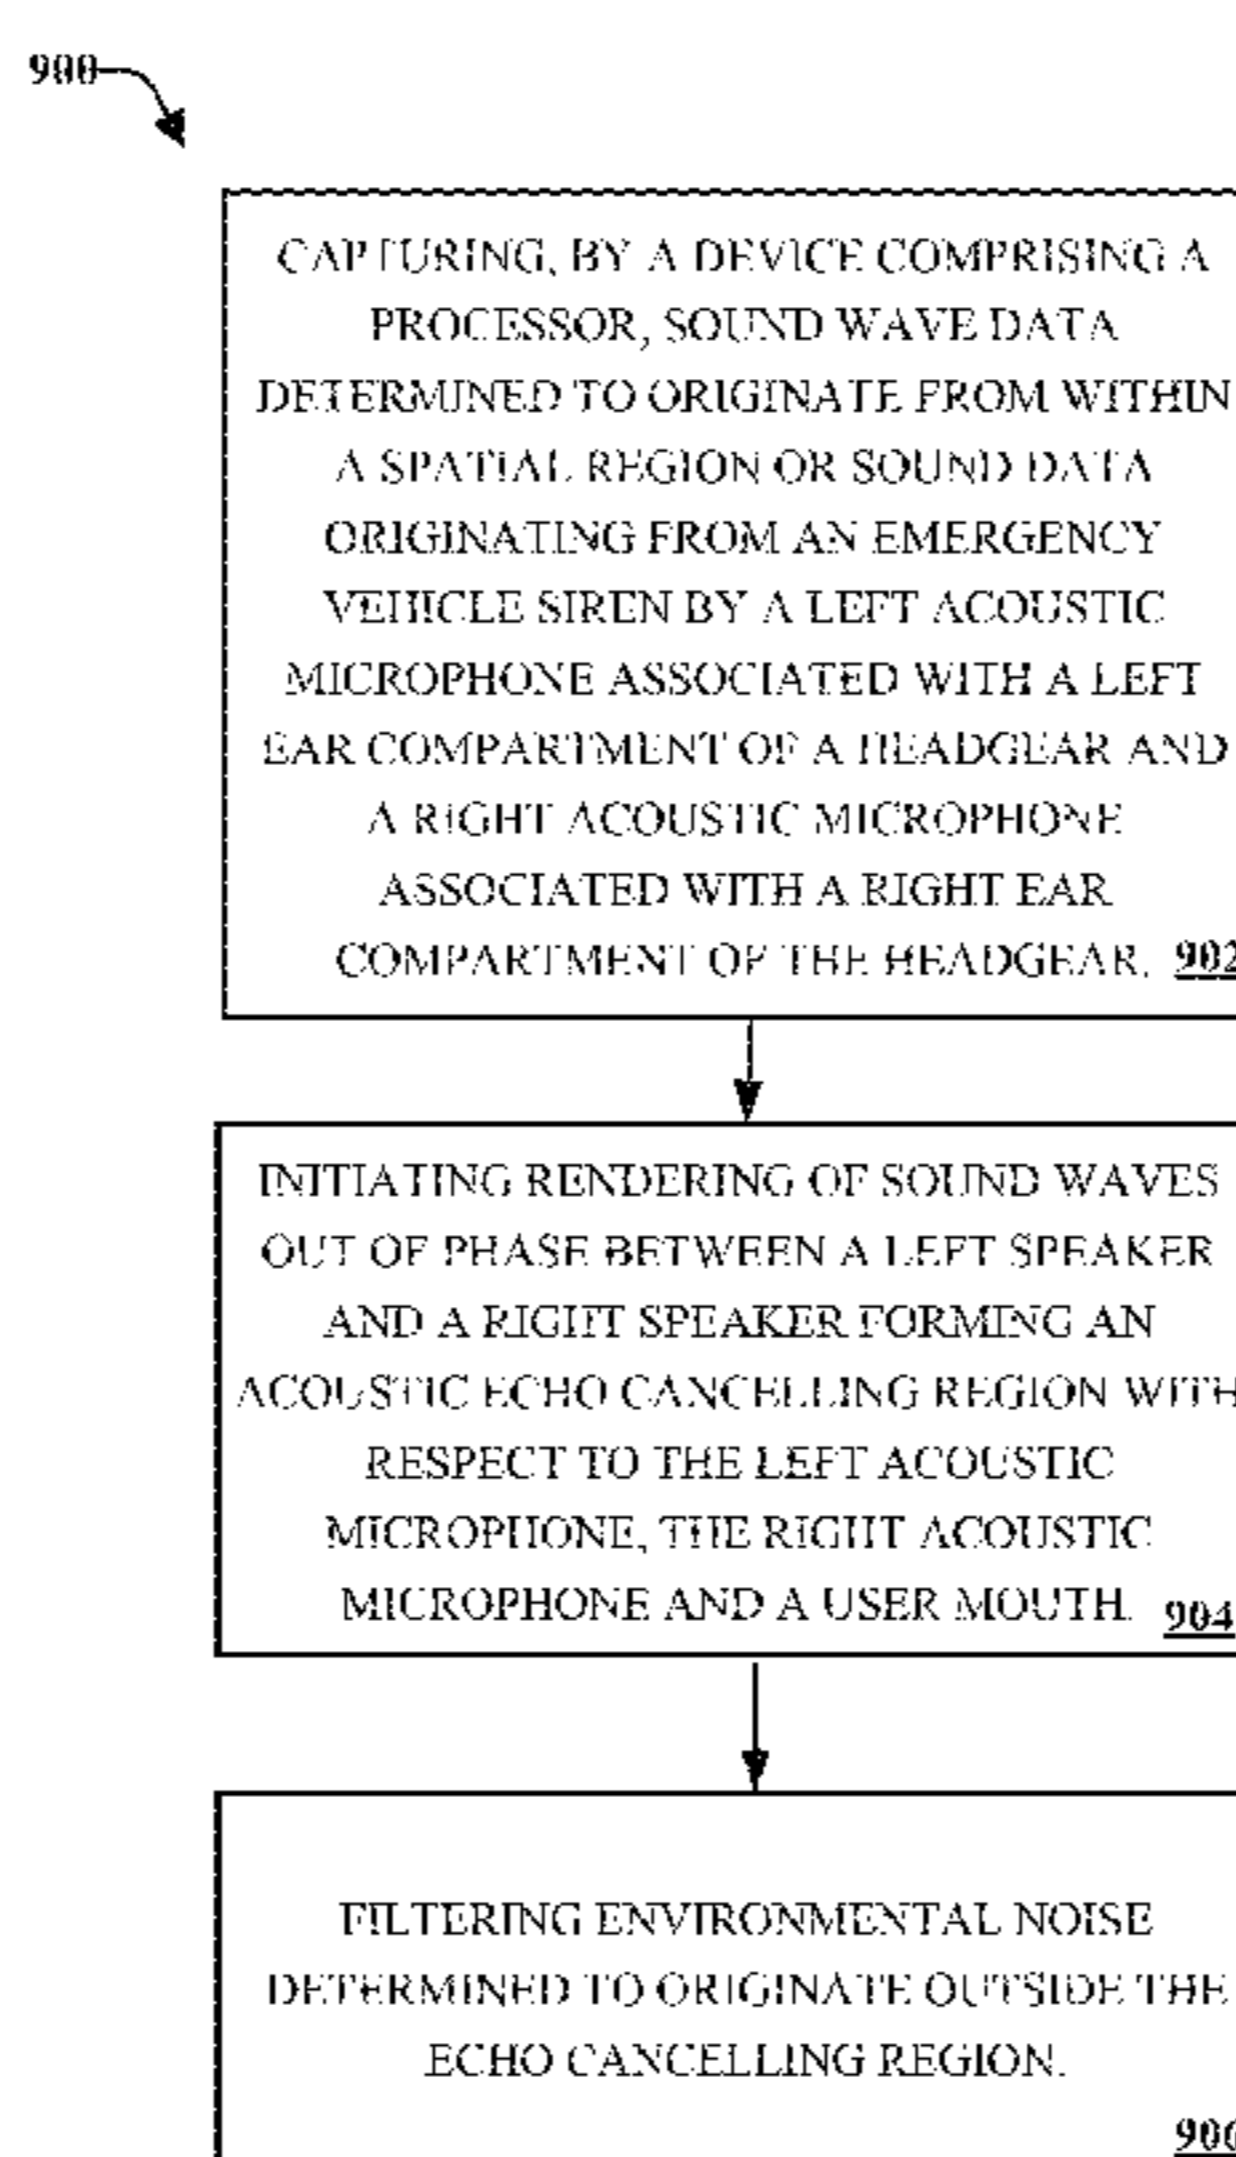 900
CAPTURING, BY A DEVICE COMPRISING A
PROCESSOR, SOUND WAVE DATA
DETERMINED TO ORIGINATE FROM WITHIN
A SPATIAL REGION OR SOUND DATA
ORIGINATING FROM AN EMERGENCY
VEHICLE SIREN BY A LEFT ACOUSTIC
MICROPHONE ASSOCIATED WITH A LEFT
EAR COMPARTMENT OF A HEADGEAR AND
A RIGHT ACOUSTIC MICROPHONE
ASSOCIATED WITH A RIGHT EAR
COMPARTMENT OF THE HEADGEAR. 902
INITIATING RENDERING OF SOUND WAVES
OUT OF PHASE BETWEEN A LEFT SPEAKER
AND A RIGHT SPEAKER FORMING AN
ACOUSTIC ECHO CANCELLING REGION WITH
RESPECT TO THE LEFT ACOUSTIC
MICROPHONE, THE RIGHT ACOUSTIC
MICROPHONE AND A USER MOUTH. 904
FILTERING ENVIRONMENTAL NOISE
DETERMINED TO ORIGINATE OUTSIDE THE
ECHO CANCELLING REGION.
906